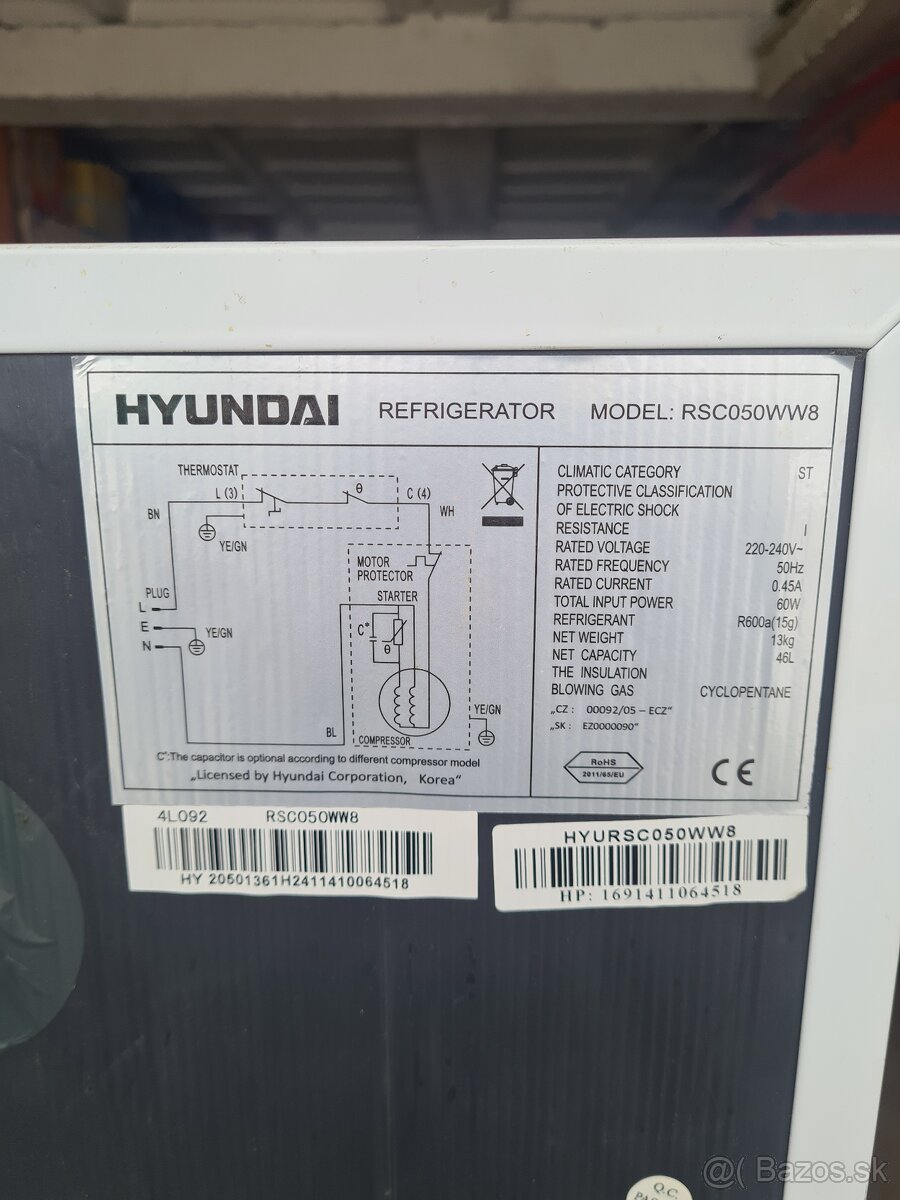 HYUNDAI REFRIGERATOR MODEL: RSC050WW8
THERMOSTAT
L (3) θ C (4)
BN
WH
YE/GN
MOTOR
PROTECTOR
PLUG
STARTER
L
C*
E YE/GN
θ
N
YE/GN
BL
COMPRESSOR
C*:The capacitor is optional according to different compressor model
„Licensed by Hyundai Corporation, Korea“
CLIMATIC CATEGORY ST
PROTECTIVE CLASSIFICATION
OF ELECTRIC SHOCK
RESISTANCE I
RATED VOLTAGE 220-240V~
RATED FREQUENCY 50Hz
RATED CURRENT 0.45A
TOTAL INPUT POWER 60W
REFRIGERANT R600a(15g)
NET WEIGHT 13kg
NET CAPACITY 46L
THE INSULATION
BLOWING GAS CYCLOPENTANE
„CZ : 00092/05 – ECZ“
„SK : EZ0000090“
RoHS
2011/65/EU
CE
4L092 RSC050WW8
HY 20501361H2411410064518
HYURSC050WW8
HP: 1691411064518
Q.C.
@( Bazos.sk